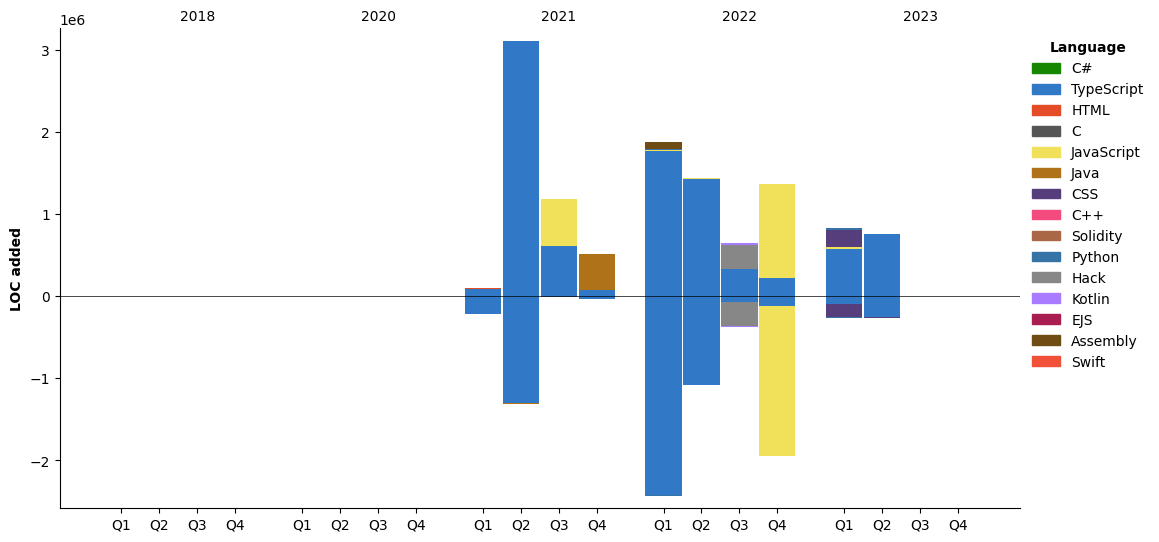 1e6
2018 2020 2021 2022 2023
3
2
1
0
−1
−2
LOC added
Q1 Q2 Q3 Q4 Q1 Q2 Q3 Q4 Q1 Q2 Q3 Q4 Q1 Q2 Q3 Q4 Q1 Q2 Q3 Q4
Language
C#
TypeScript
HTML
C
JavaScript
Java
CSS
C++
Solidity
Python
Hack
Kotlin
EJS
Assembly
Swift